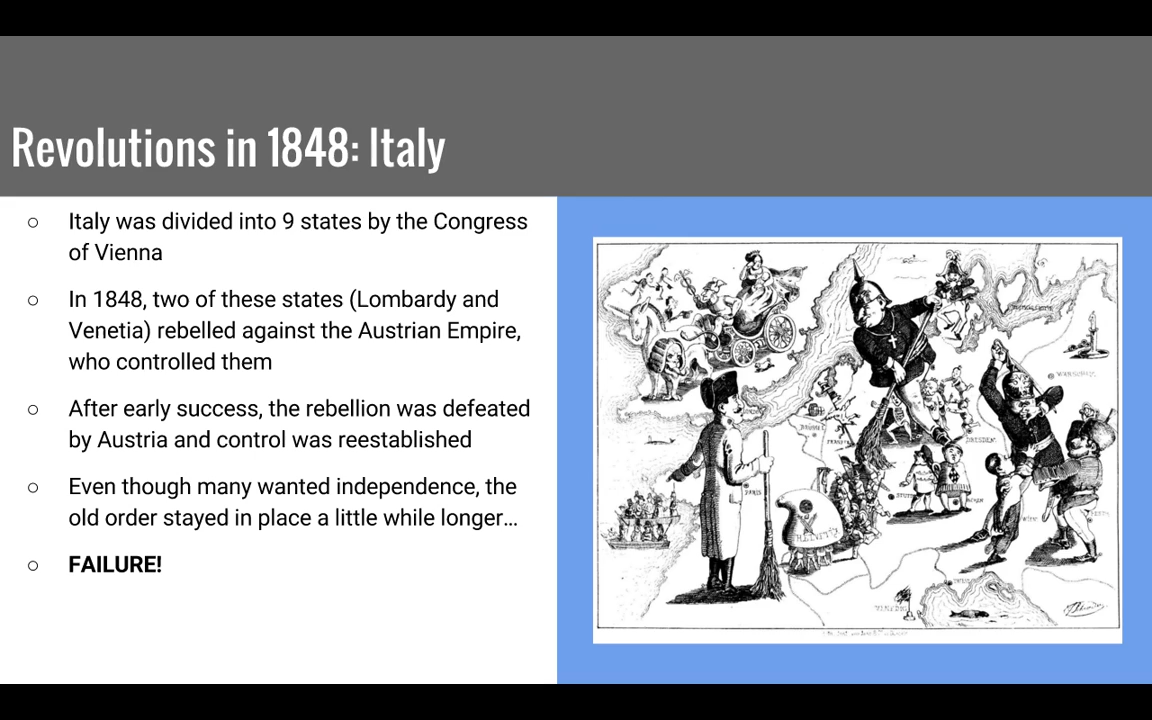 Revolutions in 1848: Italy
○ Italy was divided into 9 states by the Congress
of Vienna
○ In 1848, two of these states (Lombardy and
Venetia) rebelled against the Austrian Empire,
who controlled them
○ After early success, the rebellion was defeated
by Austria and control was reestablished
○ Even though many wanted independence, the
old order stayed in place a little while longer...
○ FAILURE!
WARSCHAU
DRESDEN
PARIS